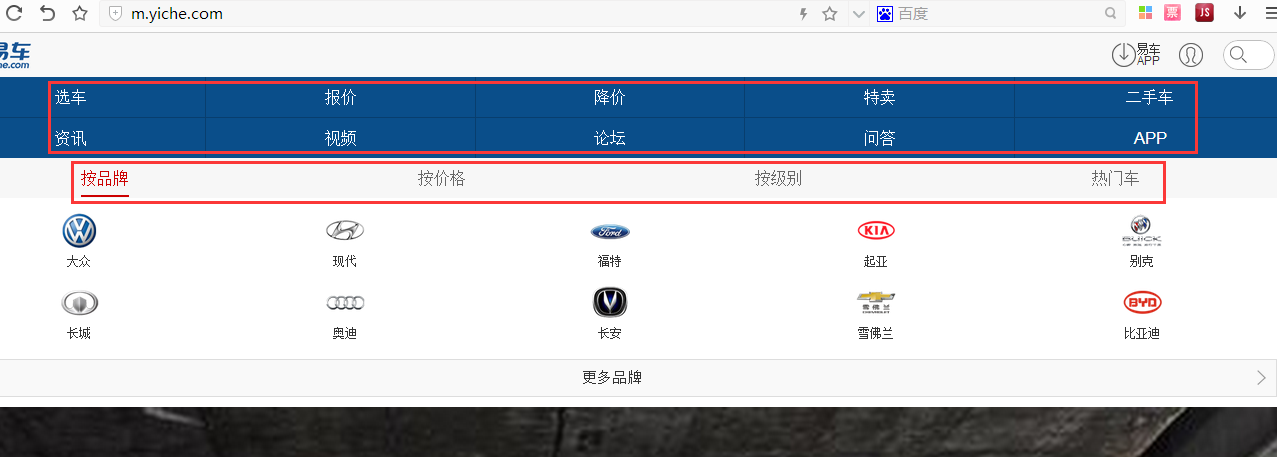 m.yiche.com 百度 票 JS
易车
he.com
易车
APP
选车 报价 降价 特卖 二手车
资讯 视频 论坛 问答 APP
按品牌 按价格 按级别 热门车
Ford KIA BUICK
大众 现代 福特 起亚 别克
雪佛兰 BYD
CHEVROLET
长城 奥迪 长安 雪佛兰 比亚迪
更多品牌